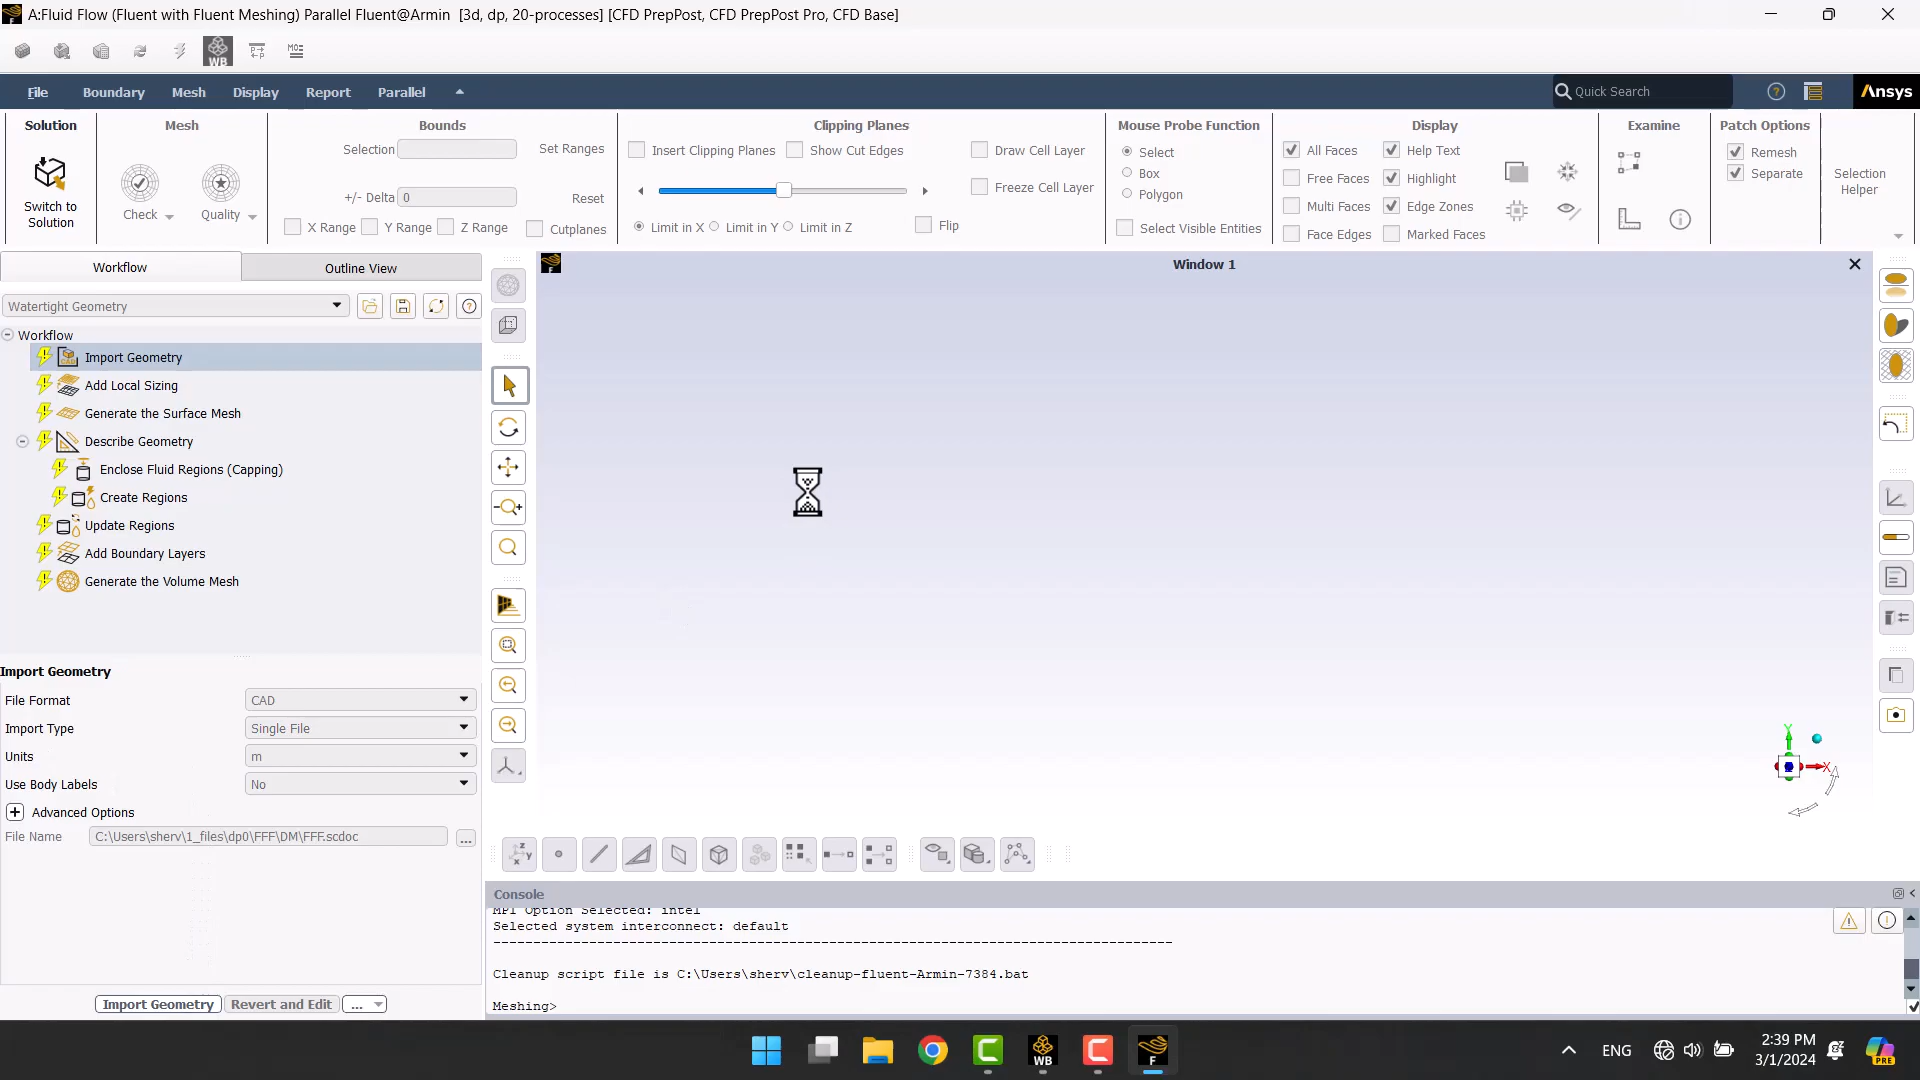 A:Fluid Flow (Fluent with Fluent Meshing) Parallel Fluent@Armin [3d, dp, 20-processes] [CFD PrepPost, CFD PrepPost Pro, CFD Base]
WB
File Boundary Mesh Display Report Parallel Quick Search Ansys
Solution Mesh Bounds Clipping Planes Mouse Probe Function Display Examine Patch Options
Selection Set Ranges Insert Clipping Planes Show Cut Edges Draw Cell Layer Select All Faces Help Text Remesh
Box Free Faces Highlight Separate Selection Helper
+/- Delta 0 Reset Freeze Cell Layer Polygon Multi Faces Edge Zones
Switch to Solution Check Quality
X Range Y Range Z Range Cutplanes Limit in X Limit in Y Limit in Z Flip Select Visible Entities Face Edges Marked Faces
Workflow Outline View Window 1
Watertight Geometry
Workflow
Import Geometry
Add Local Sizing
Generate the Surface Mesh
Describe Geometry
Enclose Fluid Regions (Capping)
Create Regions
Update Regions
Add Boundary Layers
Generate the Volume Mesh
Import Geometry
File Format CAD
Import Type Single File
Units m
Use Body Labels No
Advanced Options
File Name C:\Users\sherv\1_files\dp0\FFF\DM\FFF.scdoc ...
Import Geometry Revert and Edit ...
Y
X
Console
MPI Option Selected: intel
Selected system interconnect: default
--------------------------------------------------------------------------------
Cleanup script file is C:\Users\sherv\cleanup-fluent-Armin-7384.bat
Meshing>
WB
F
ENG
2:39 PM
3/1/2024
PRE